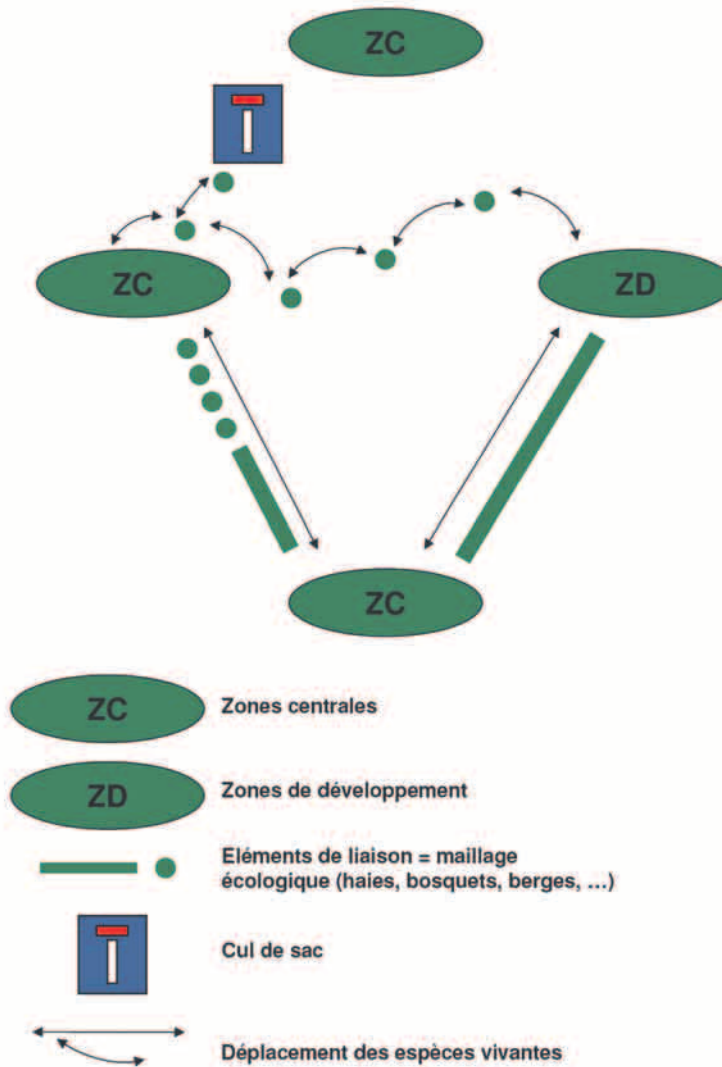 ZC
ZC
ZD
ZC
ZC
Zones centrales
ZD
Zones de développement
Eléments de liaison = maillage
écologique (haies, bosquets, berges, ...)
Cul de sac
Déplacement des espèces vivantes